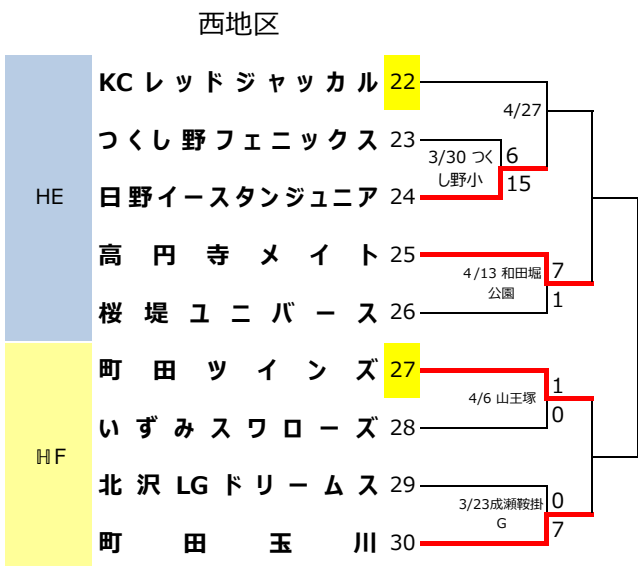 西地区
HE
KCレッドジャッカル 22
つくし野フェニックス 23
日野イースタンジュニア 24
高円寺メイト 25
桜堤ユニバース 26
4/27
3/30 つく
し野小
6
15
4/13 和田堀
公園
7
1
HF
町田ツインズ 27
いずみスワローズ 28
北沢LGドリームス 29
町田玉川 30
4/6 山王塚
1
0
3/23成瀬鞍掛
G
0
7